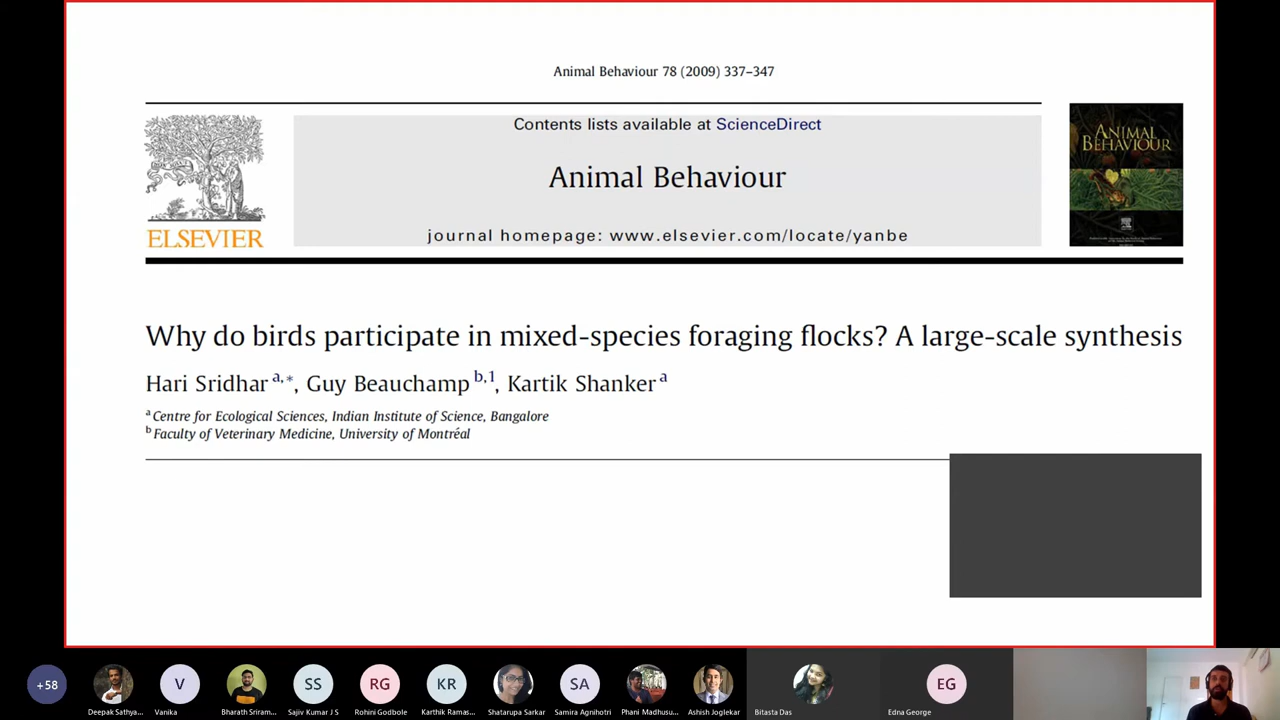 Animal Behaviour 78 (2009) 337–347
Contents lists available at ScienceDirect
Animal Behaviour
journal homepage: www.elsevier.com/locate/yanbe
ELSEVIER
ANIMAL
BEHAVIOUR
Why do birds participate in mixed-species foraging flocks? A large-scale synthesis
Hari Sridhar a,*, Guy Beauchamp b,1, Kartik Shanker a
a Centre for Ecological Sciences, Indian Institute of Science, Bangalore
b Faculty of Veterinary Medicine, University of Montréal
+58
V
SS
RG
KR
SA
EG
Deepak Sathya...
Vanika
Bharath Sriram...
Sajiv Kumar J S
Rohini Godbole
Karthik Ramas...
Shatarupa Sarkar
Samira Agnihotri
Phani Madhusu...
Ashish Joglekar
Bitasta Das
Edna George